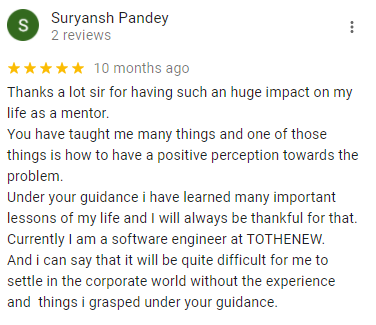 S
Suryansh Pandey
2 reviews
10 months ago
Thanks a lot sir for having such an huge impact on my
life as a mentor.
You have taught me many things and one of those
things is how to have a positive perception towards the
problem.
Under your guidance i have learned many important
lessons of my life and I will always be thankful for that.
Currently I am a software engineer at TOTHENEW.
And i can say that it will be quite difficult for me to
settle in the corporate world without the experience
and  things i grasped under your guidance.